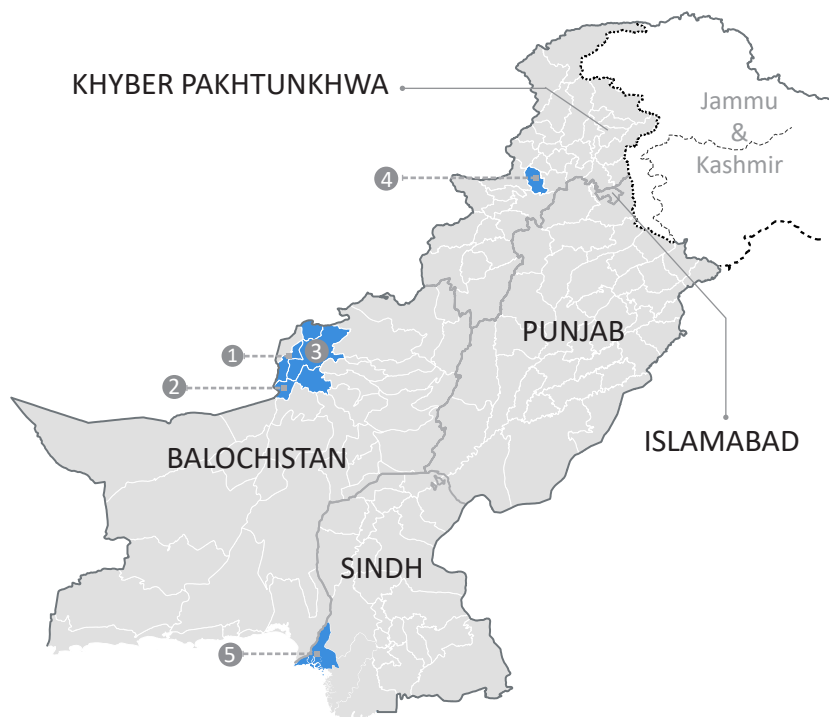 KHYBER PAKHTUNKHWA
Jammu
&
Kashmir
4
PUNJAB
1
3
2
ISLAMABAD
BALOCHISTAN
SINDH
5